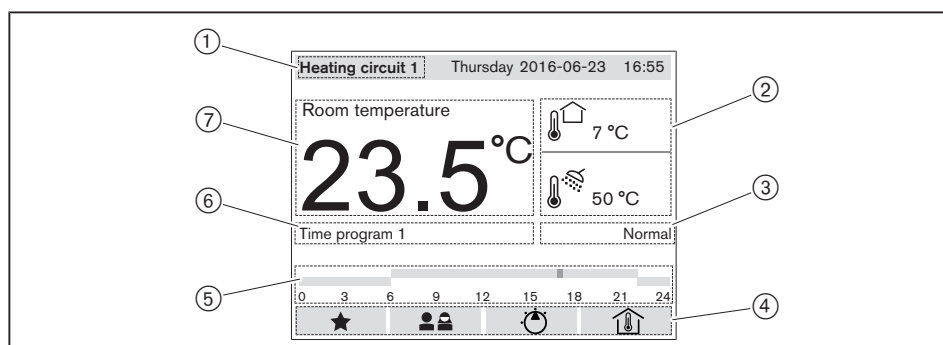 1
Heating circuit 1 Thursday 2016-06-23 16:55
2
7
Room temperature
7 °C
23.5°C
50 °C
3
6
Time program 1 Normal
5
0 3 6 9 12 15 18 21 24
4